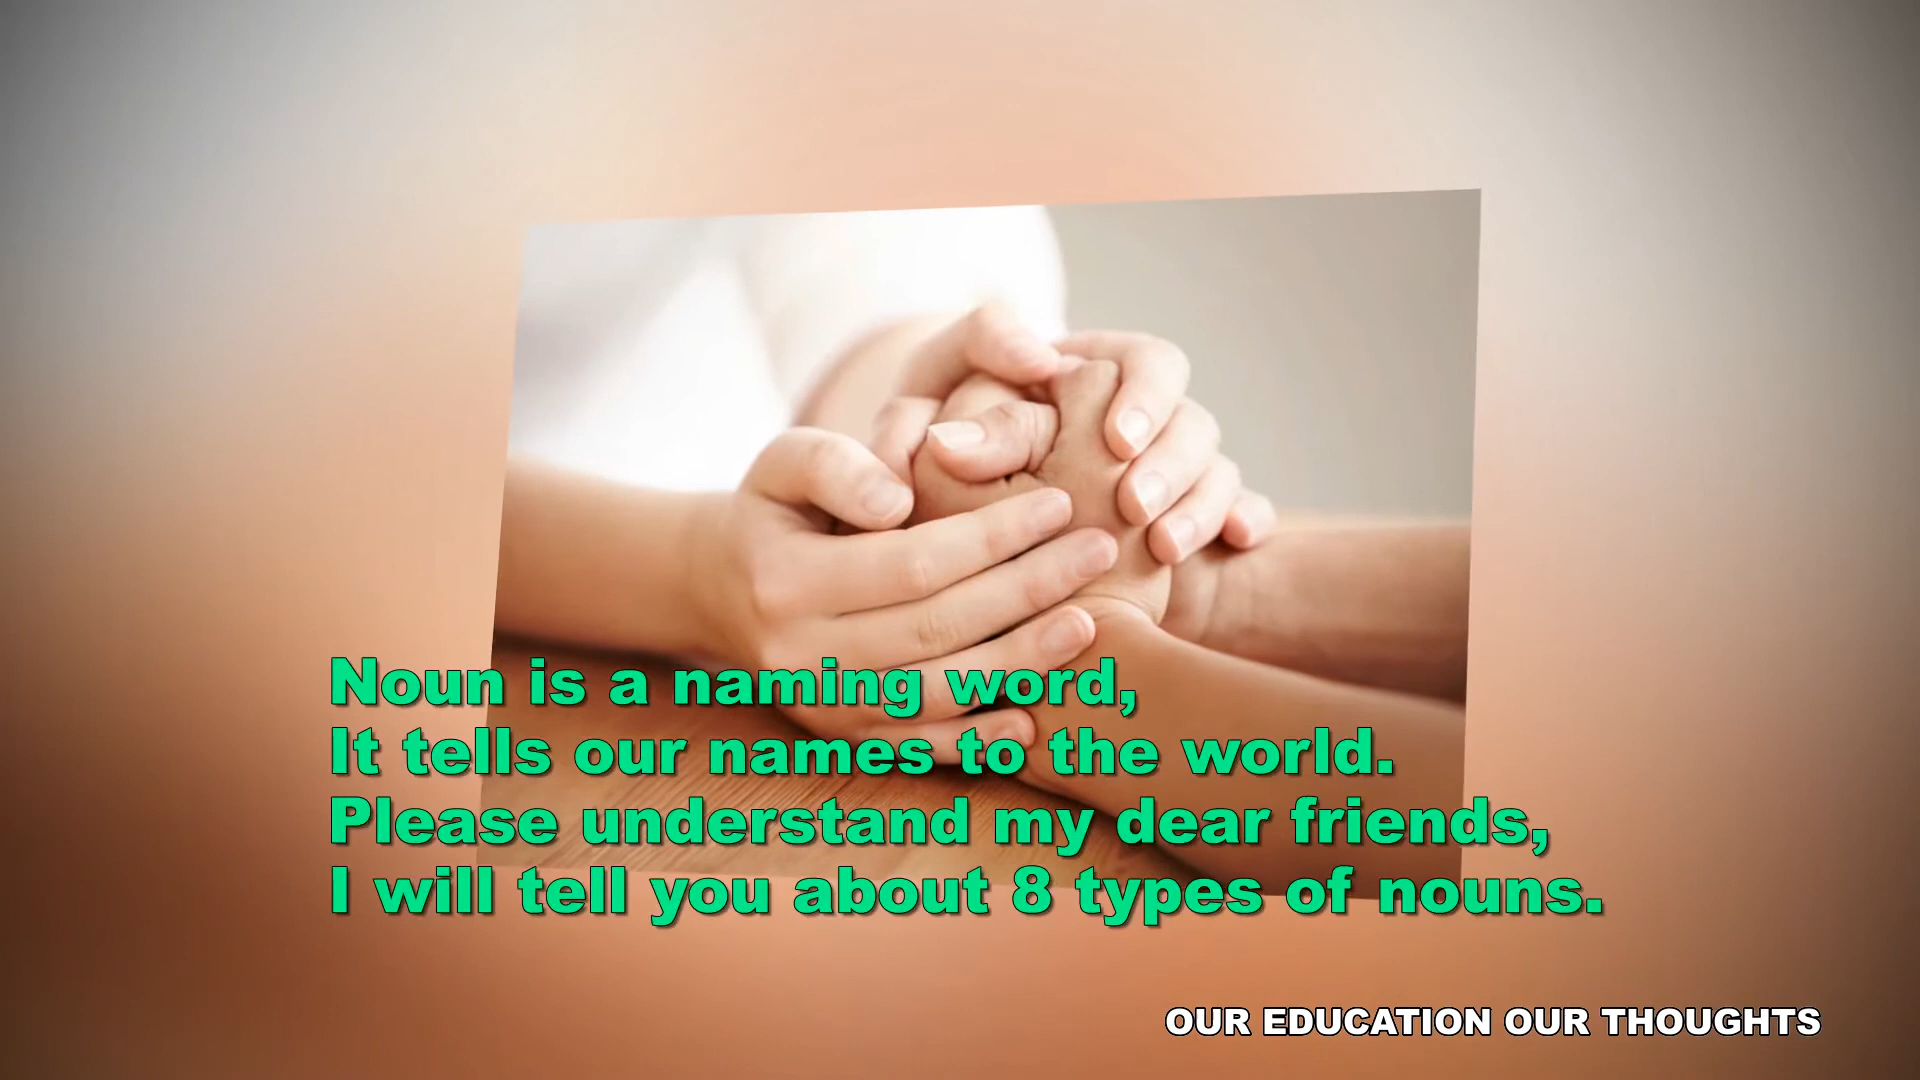 Noun is a naming word,
It tells our names to the world.
Please understand my dear friends,
I will tell you about 8 types of nouns.
OUR EDUCATION OUR THOUGHTS